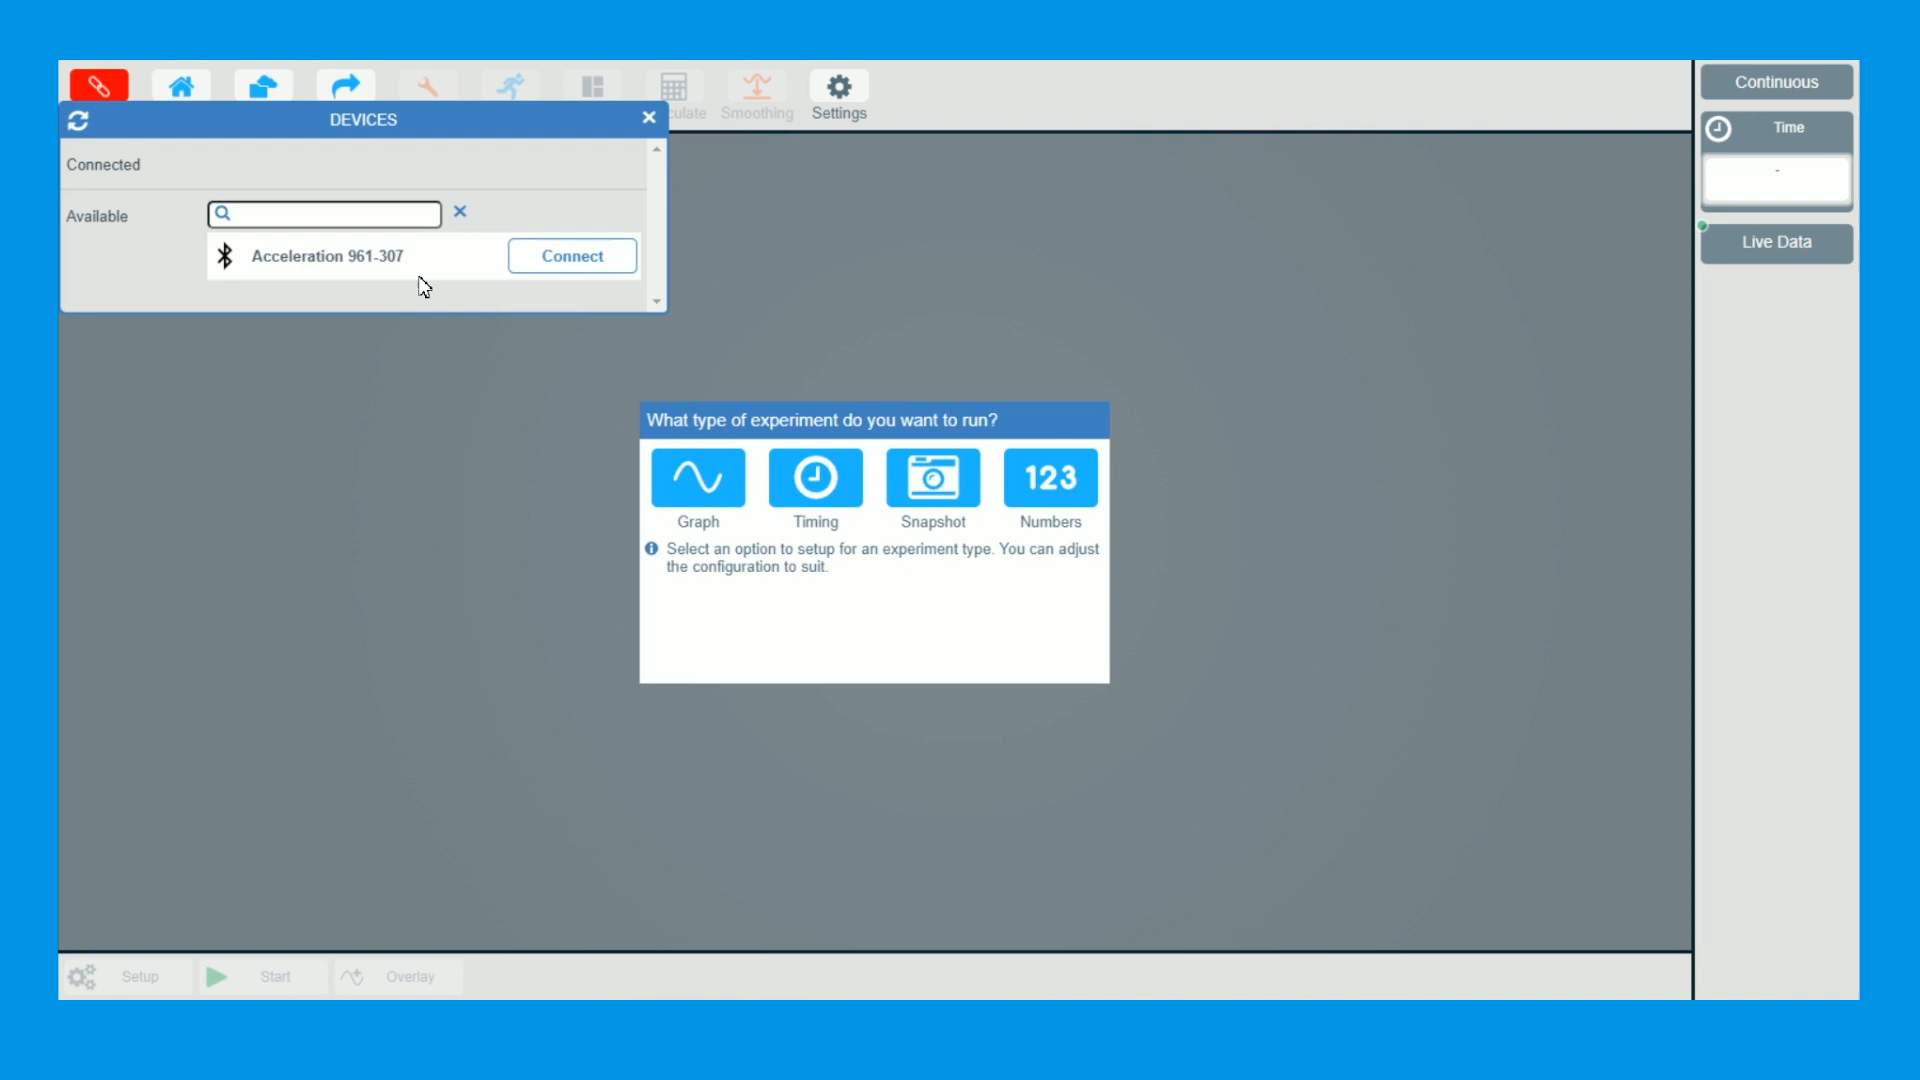 culate
Smoothing
Settings
DEVICES
Connected
Available
Acceleration 961-307
Connect
What type of experiment do you want to run?
123
Graph
Timing
Snapshot
Numbers
Select an option to setup for an experiment type. You can adjust
the configuration to suit.
Setup
Start
Overlay
Continuous
Time
-
Live Data